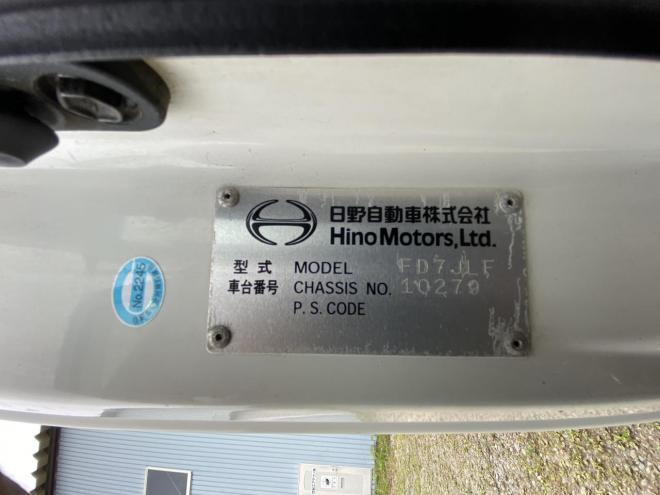 日野自動車株式会社
Hino Motors, Ltd.
型式 MODEL FD7JLF
車台番号 CHASSIS NO. 10279
P. S. CODE
No.2245